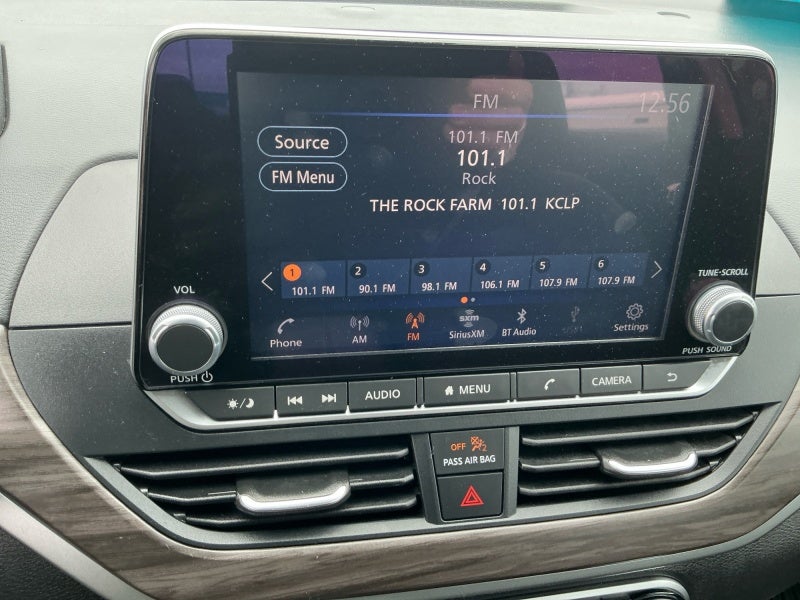 FM
12:56
Source
101.1 FM
101.1
FM Menu
Rock
THE ROCK FARM 101.1 KCLP
1 2 3 4 5 6
101.1 FM 90.1 FM 98.1 FM 106.1 FM 107.9 FM 107.9 FM
VOL
TUNE·SCROLL
Phone AM FM sxm SiriusXM BT Audio Settings
PUSH
PUSH SOUND
AUDIO MENU CAMERA
OFF 2
PASS AIR BAG